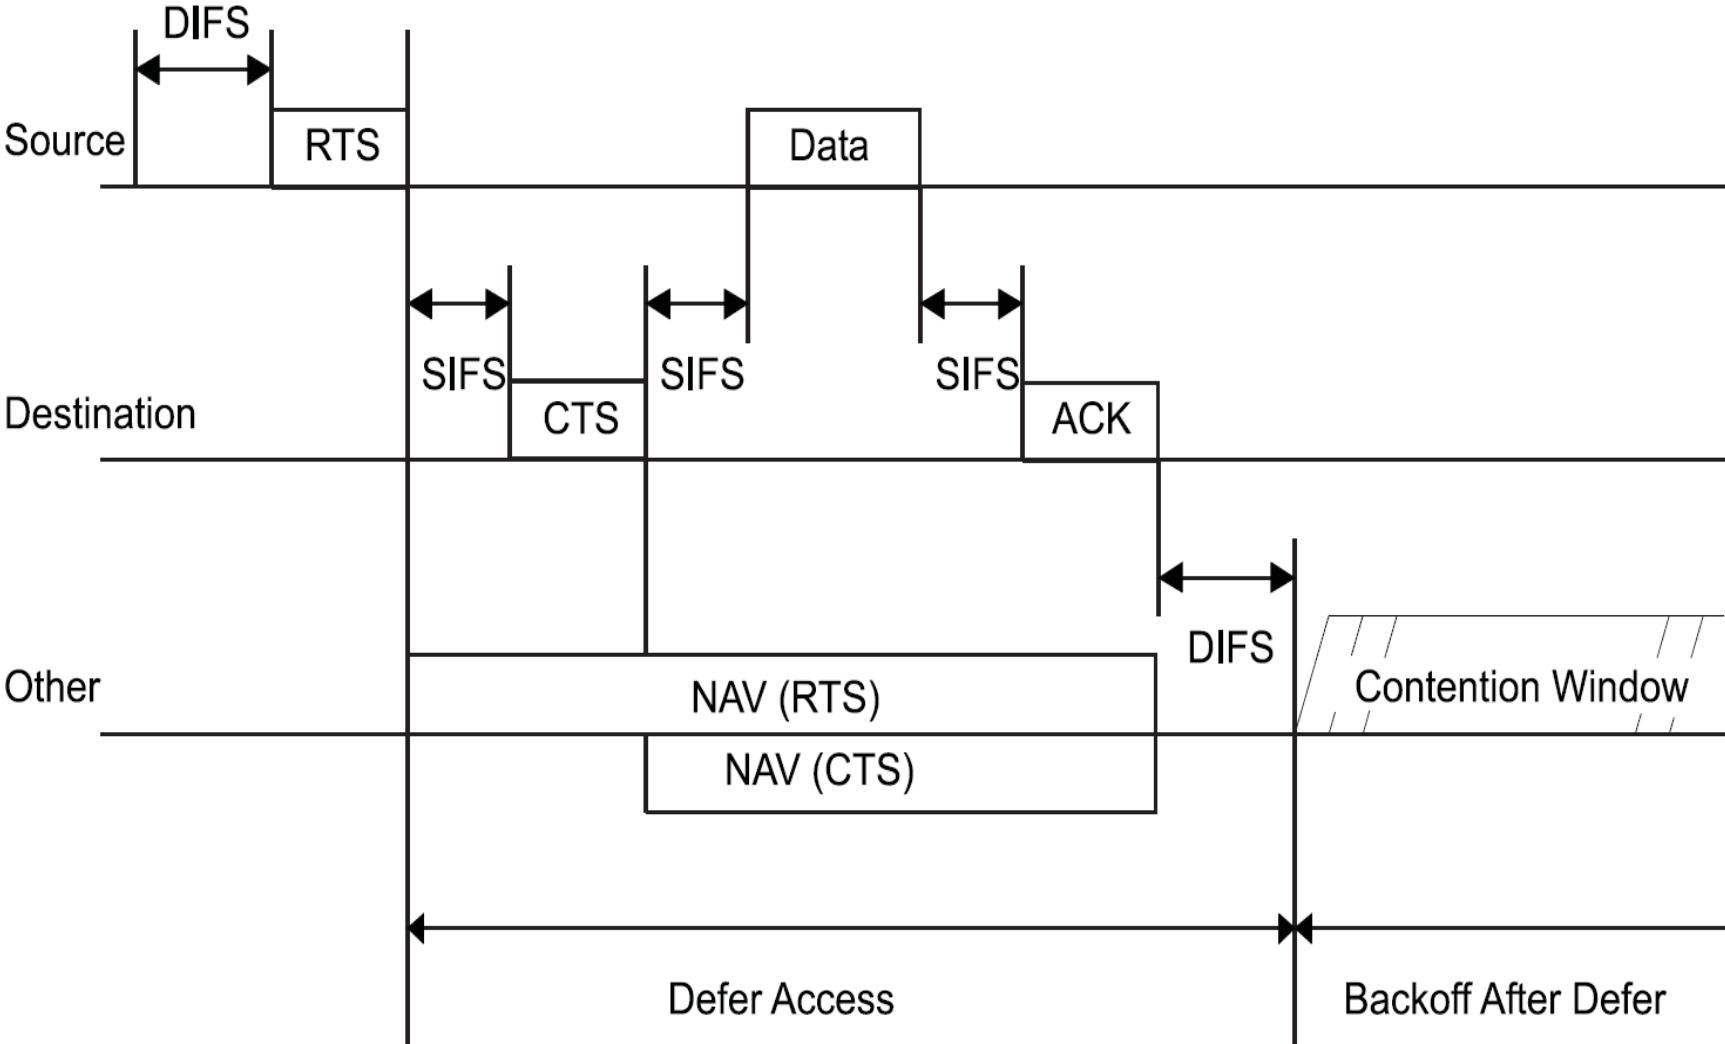 DIFS
Source
RTS
Data
SIFS
SIFS
SIFS
Destination
CTS
ACK
DIFS
Other
NAV (RTS)
Contention Window
NAV (CTS)
Defer Access
Backoff After Defer